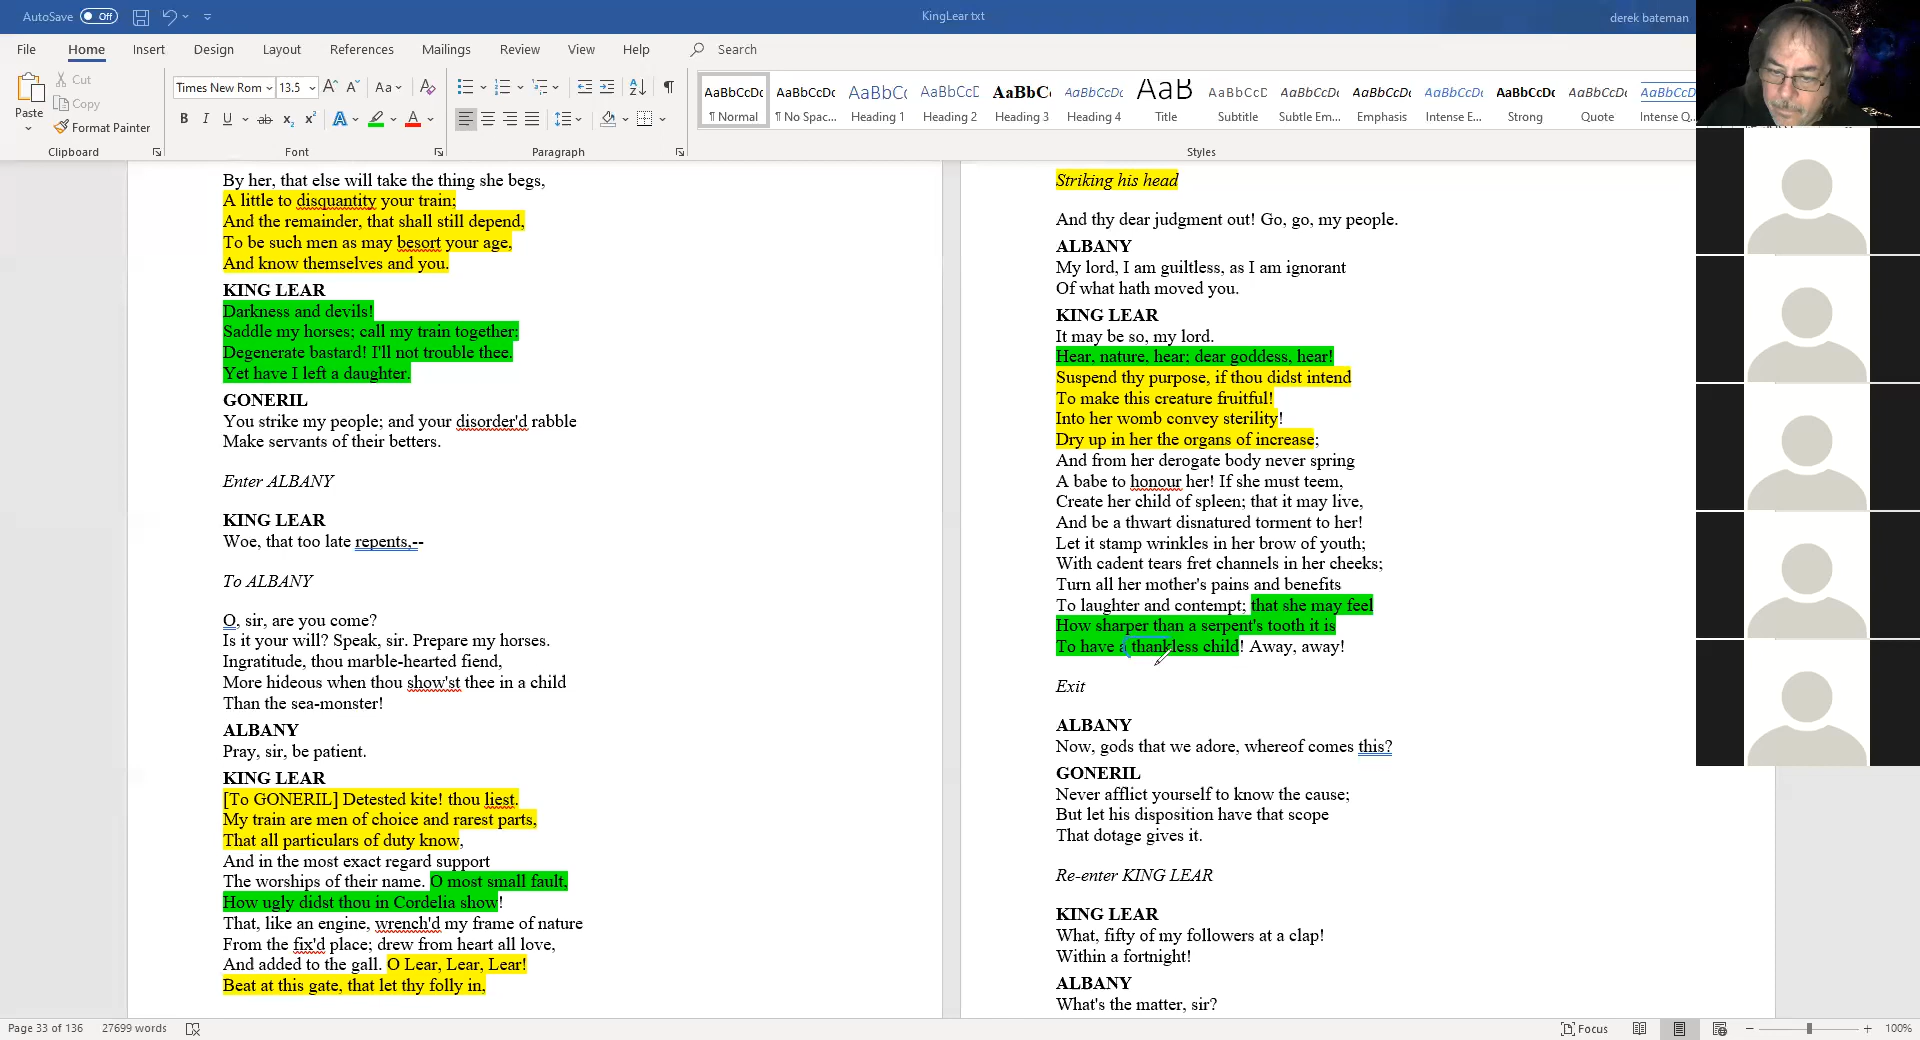 AutoSave Off
KingLear txt
derek bateman
File Home Insert Design Layout References Mailings Review View Help Search
Paste
Cut
Copy
Format Painter
Clipboard
Times New Rom 13.5
Font
Paragraph
AaBbCcDc AaBbCcDc AaBbC AaBbCcD AaBbC AaBbCcDc AaB AaBbCcD AaBbCcDc AaBbCcDc AaBbCcDc AaBbCcDc AaBbCcDc AaBbCcDc
¶ Normal ¶ No Spac... Heading 1 Heading 2 Heading 3 Heading 4 Title Subtitle Subtle Em... Emphasis Intense E... Strong Quote Intense Q...
Styles
By her, that else will take the thing she begs,
A little to disquantity your train;
And the remainder, that shall still depend,
To be such men as may besort your age,
And know themselves and you.
KING LEAR
Darkness and devils!
Saddle my horses; call my train together:
Degenerate bastard! I'll not trouble thee.
Yet have I left a daughter.
GONERIL
You strike my people; and your disorder'd rabble
Make servants of their betters.
Enter ALBANY
KING LEAR
Woe, that too late repents,--
To ALBANY
O, sir, are you come?
Is it your will? Speak, sir. Prepare my horses.
Ingratitude, thou marble-hearted fiend,
More hideous when thou show'st thee in a child
Than the sea-monster!
ALBANY
Pray, sir, be patient.
KING LEAR
[To GONERIL] Detested kite! thou liest.
My train are men of choice and rarest parts,
That all particulars of duty know,
And in the most exact regard support
The worships of their name. O most small fault,
How ugly didst thou in Cordelia show!
That, like an engine, wrench'd my frame of nature
From the fix'd place; drew from heart all love,
And added to the gall. O Lear, Lear, Lear!
Beat at this gate, that let thy folly in,
Striking his head
And thy dear judgment out! Go, go, my people.
ALBANY
My lord, I am guiltless, as I am ignorant
Of what hath moved you.
KING LEAR
It may be so, my lord.
Hear, nature, hear; dear goddess, hear!
Suspend thy purpose, if thou didst intend
To make this creature fruitful!
Into her womb convey sterility!
Dry up in her the organs of increase;
And from her derogate body never spring
A babe to honour her! If she must teem,
Create her child of spleen; that it may live,
And be a thwart disnatured torment to her!
Let it stamp wrinkles in her brow of youth;
With cadent tears fret channels in her cheeks;
Turn all her mother's pains and benefits
To laughter and contempt; that she may feel
How sharper than a serpent's tooth it is
To have a thankless child! Away, away!
Exit
ALBANY
Now, gods that we adore, whereof comes this?
GONERIL
Never afflict yourself to know the cause;
But let his disposition have that scope
That dotage gives it.
Re-enter KING LEAR
KING LEAR
What, fifty of my followers at a clap!
Within a fortnight!
ALBANY
What's the matter, sir?
Page 33 of 136 27699 words
Focus 100%